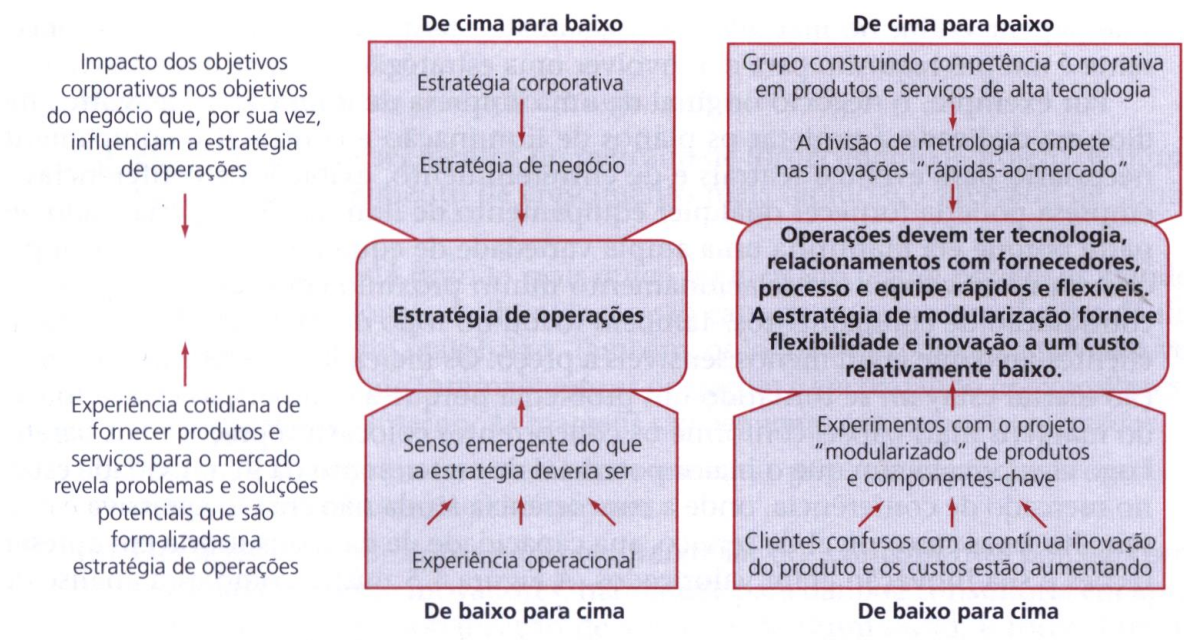 Impacto dos objetivos
corporativos nos objetivos
do negócio que, por sua vez,
influenciam a estratégia
de operações
Experiência cotidiana de
fornecer produtos e
serviços para o mercado
revela problemas e soluções
potenciais que são
formalizadas na
estratégia de operações
De cima para baixo
Estratégia corporativa
Estratégia de negócio
Estratégia de operações
Senso emergente do que
a estratégia deveria ser
Experiência operacional
De baixo para cima
De cima para baixo
Grupo construindo competência corporativa
em produtos e serviços de alta tecnologia
A divisão de metrologia compete
nas inovações “rápidas-ao-mercado”
Operações devem ter tecnologia,
relacionamentos com fornecedores,
processo e equipe rápidos e flexíveis.
A estratégia de modularização fornece
flexibilidade e inovação a um custo
relativamente baixo.
Experimentos com o projeto
“modularizado” de produtos
e componentes-chave
Clientes confusos com a contínua inovação
do produto e os custos estão aumentando
De baixo para cima